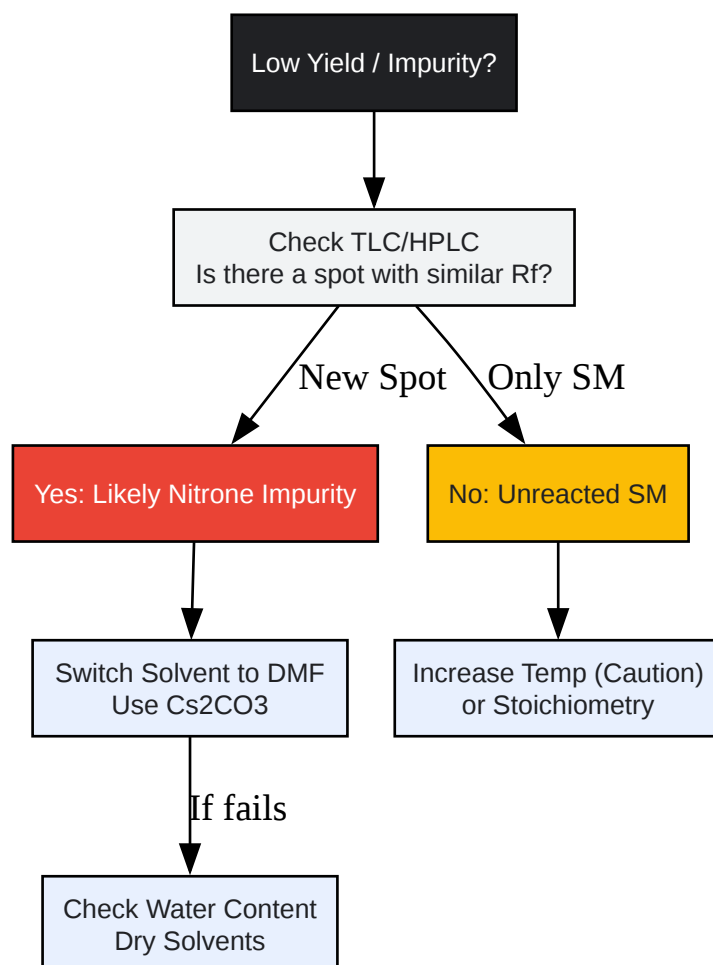 Low Yield / Impurity?
Check TLC/HPLC
Is there a spot with similar Rf?
New Spot
Only SM
Yes: Likely Nitrone Impurity
No: Unreacted SM
Switch Solvent to DMF
Use Cs2CO3
Increase Temp (Caution)
or Stoichiometry
If fails
Check Water Content
Dry Solvents